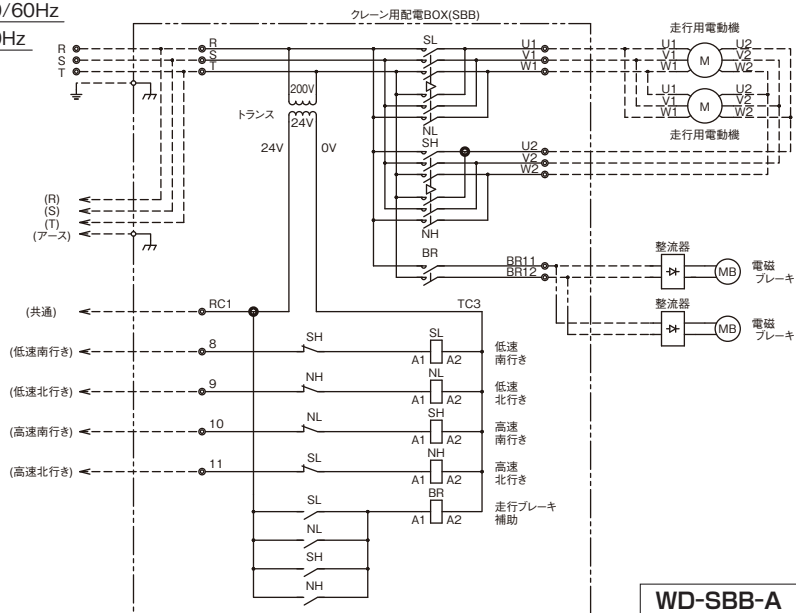 0/60Hz
0Hz
クレーン用配電BOX(SBB)
走行用電動機
R
S
T
R
S
T
SL
U1
V1
W1
U1
V1
W1
M
U2
V2
W2
200V
トランス
24V
24V
0V
NL
SH
U1
V1
W1
M
U2
V2
W2
走行用電動機
U2
V2
W2
(R)
(S)
(T)
(アース)
NH
BR
BR11
BR12
整流器
MB
電磁
ブレーキ
整流器
MB
電磁
ブレーキ
(共通)
RC1
TC3
(低速南行き)
8
SH
SL
A1
A2
低速
南行き
(低速北行き)
9
NH
NL
A1
A2
低速
北行き
(高速南行き)
10
NL
SH
A1
A2
高速
南行き
(高速北行き)
11
SL
NH
A1
A2
高速
北行き
SL
BR
A1
A2
走行ブレーキ
補助
NL
SH
NH
WD-SBB-A